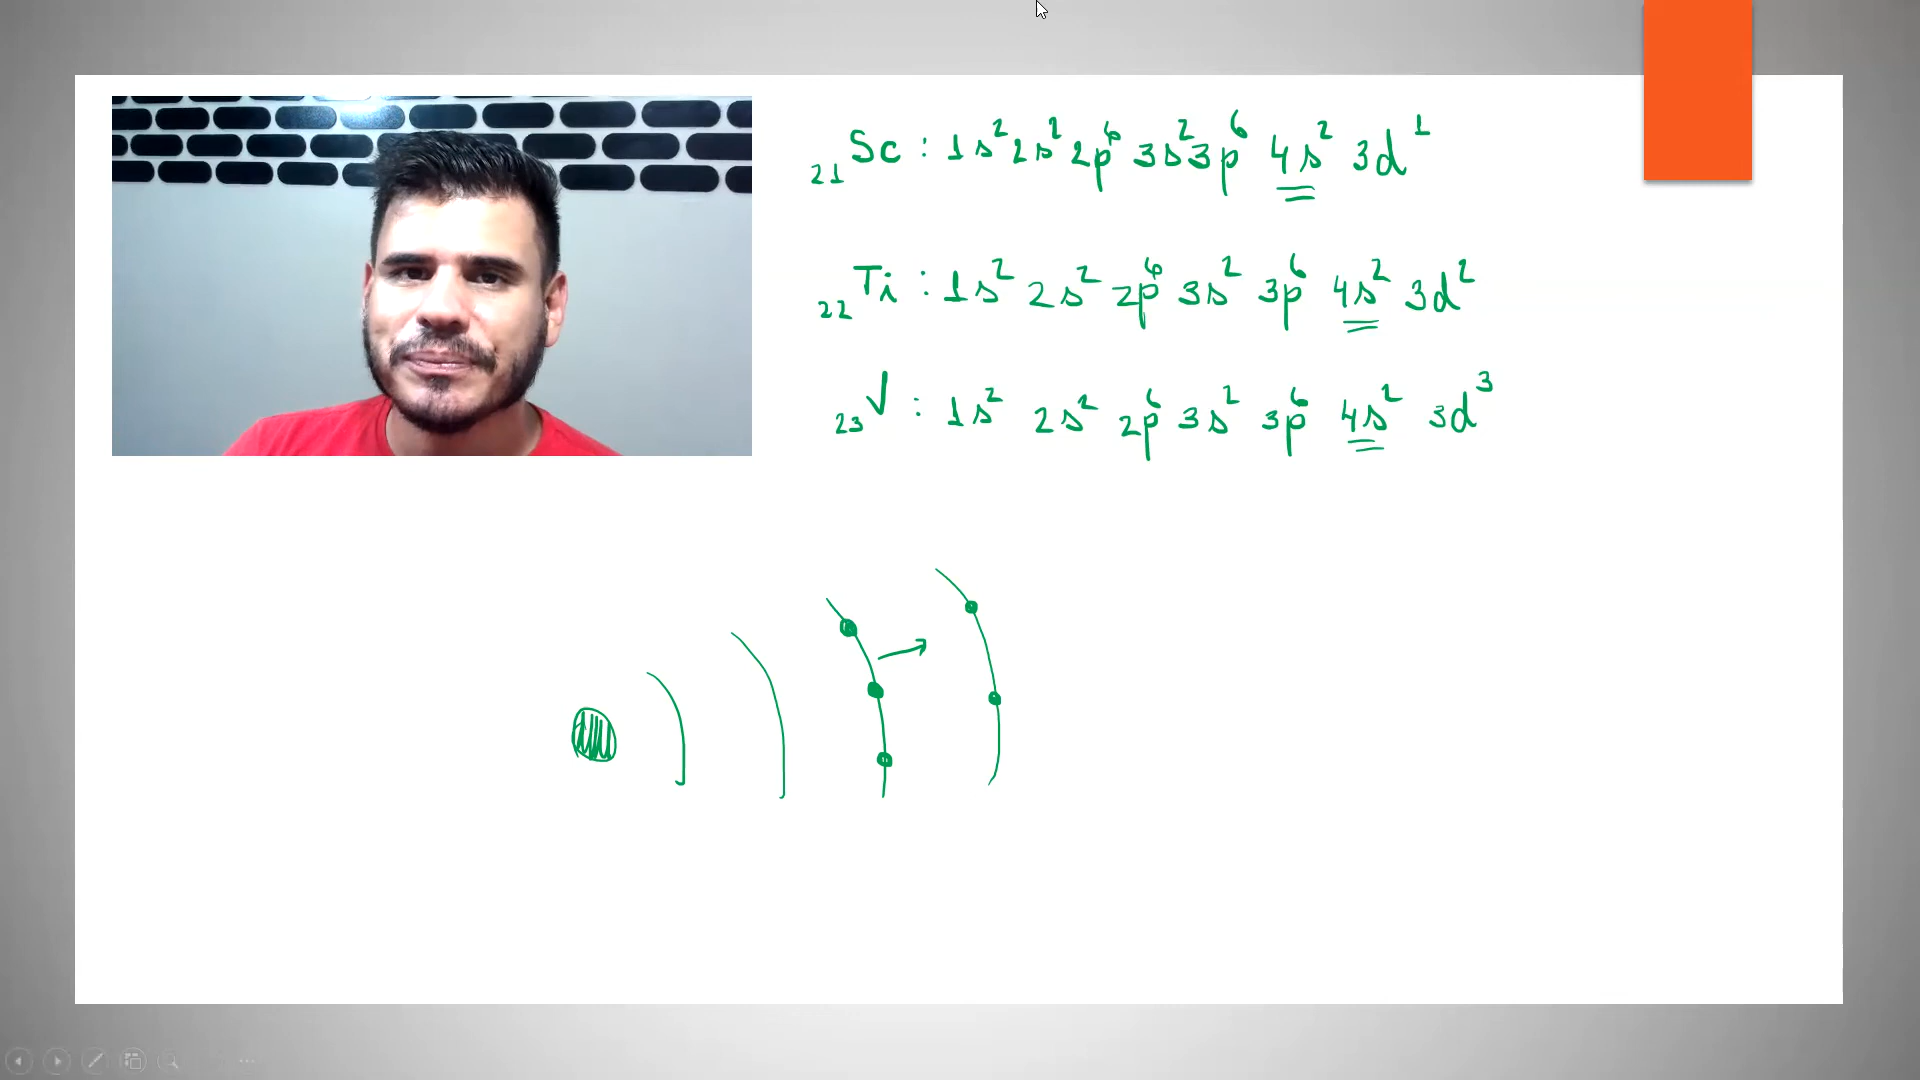 ₂₁Sc : 1s² 2s² 2p⁶ 3s² 3p⁶ 4s² 3d¹
₂₂Ti : 1s² 2s² 2p⁶ 3s² 3p⁶ 4s² 3d²
₂₃V : 1s² 2s² 2p⁶ 3s² 3p⁶ 4s² 3d³